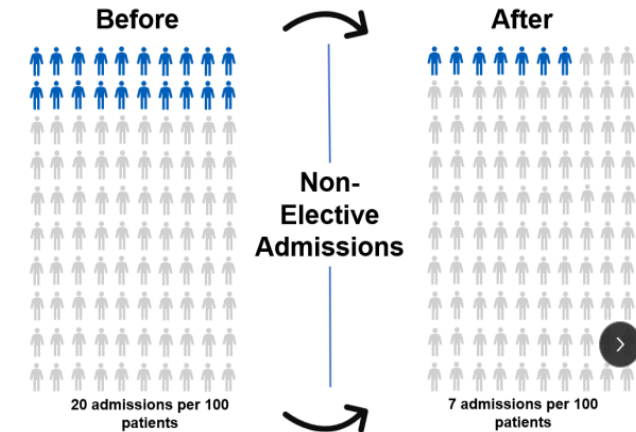 Before
After
Non-
Elective
Admissions
20 admissions per 100
patients
7 admissions per 100
patients